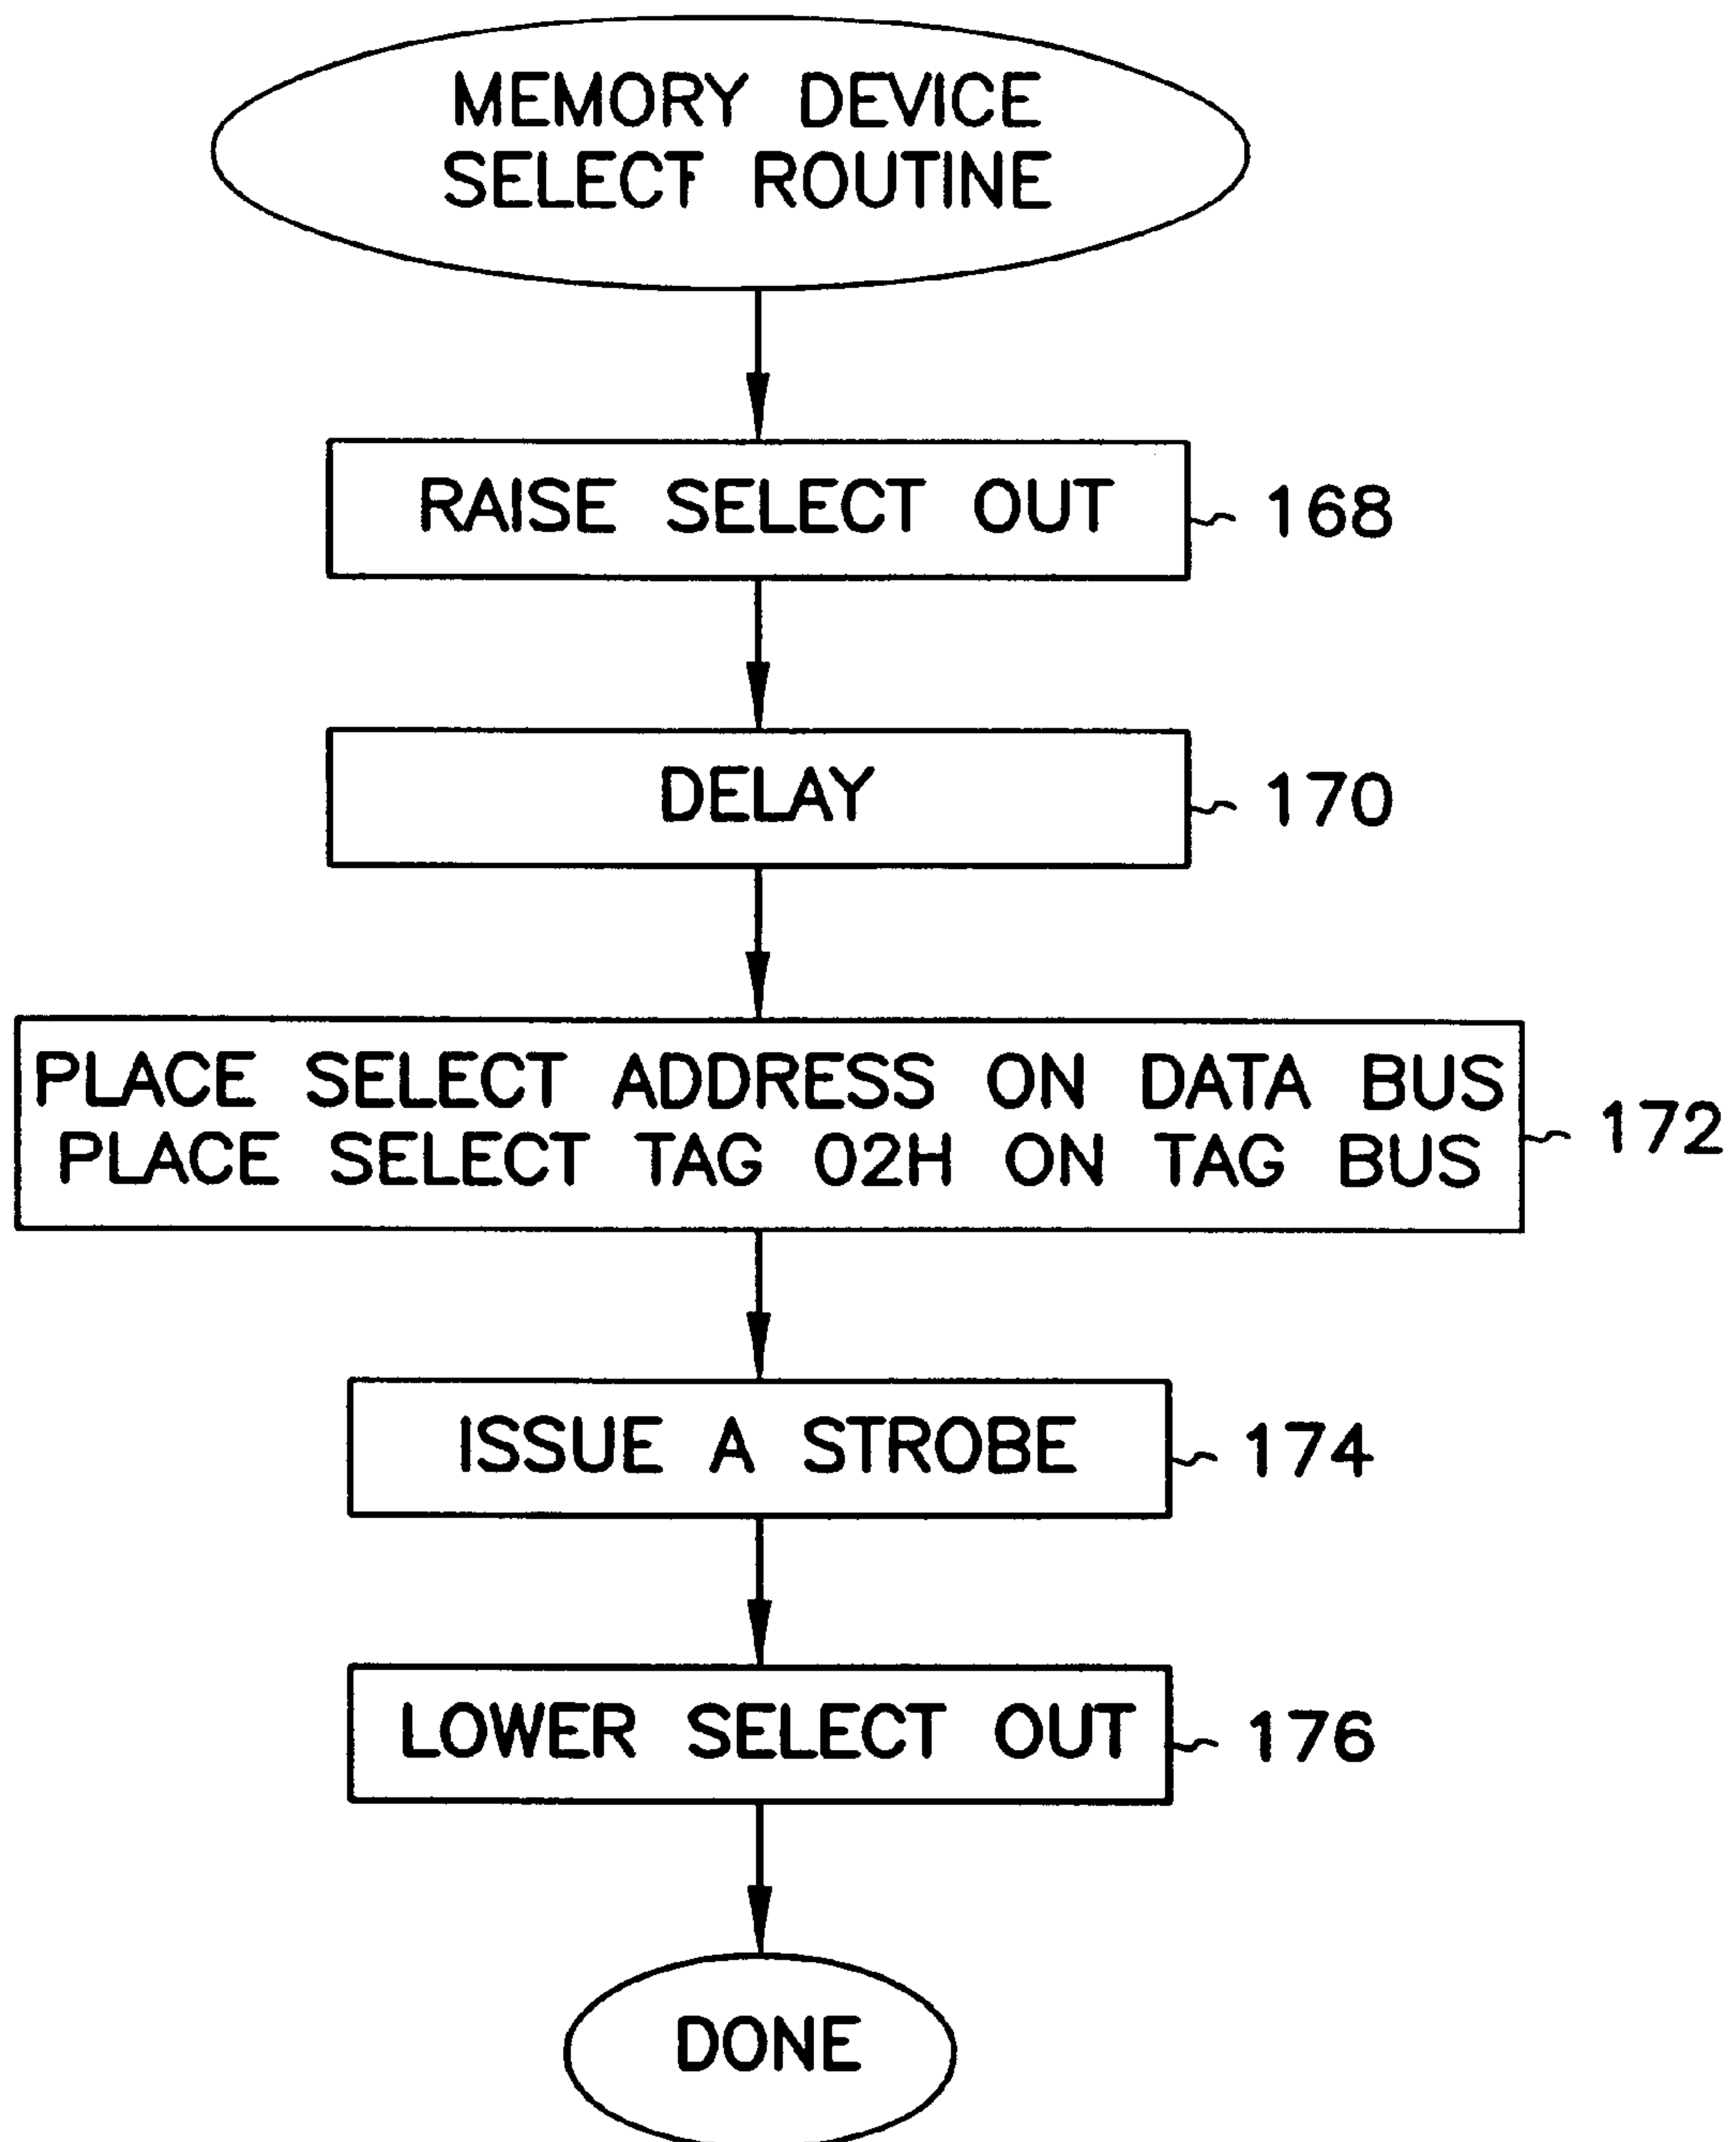 MEMORY DEVICE
SELECT ROUTINE
RAISE SELECT OUT
168
DELAY
170
PLACE SELECT ADDRESS ON DATA BUS
PLACE SELECT TAG 02H ON TAG BUS
172
ISSUE A STROBE
174
LOWER SELECT OUT
176
DONE